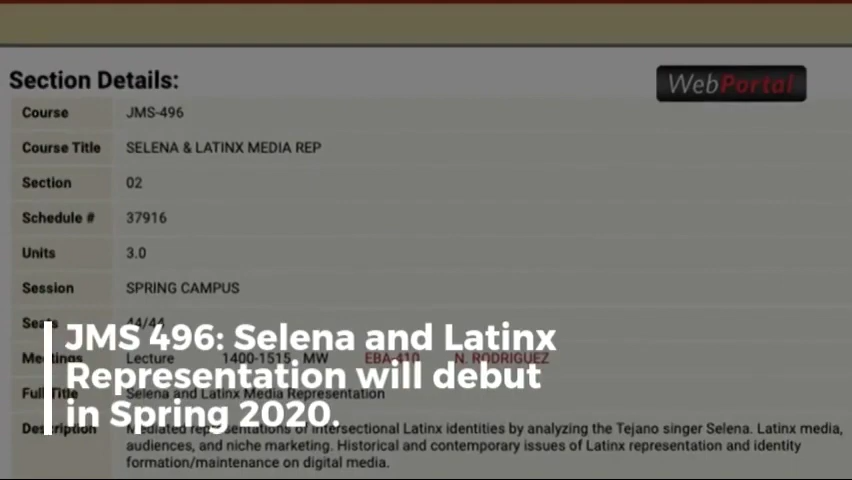 Section Details:
WebPortal
Course JMS-496
Course Title SELENA & LATINX MEDIA REP
Section 02
Schedule # 37916
Units 3.0
Session SPRING CAMPUS
Seats 44/44
JMS 496: Selena and Latinx
Meetings Lecture 1400-1515 MW EBA-410 N. RODRIGUEZ
Representation will debut
Full Title Selena and Latinx Media Representation
in Spring 2020.
Description Mediated representations of intersectional Latinx identities by analyzing the Tejano singer Selena. Latinx media,
audiences, and niche marketing. Historical and contemporary issues of Latinx representation and identity
formation/maintenance on digital media.